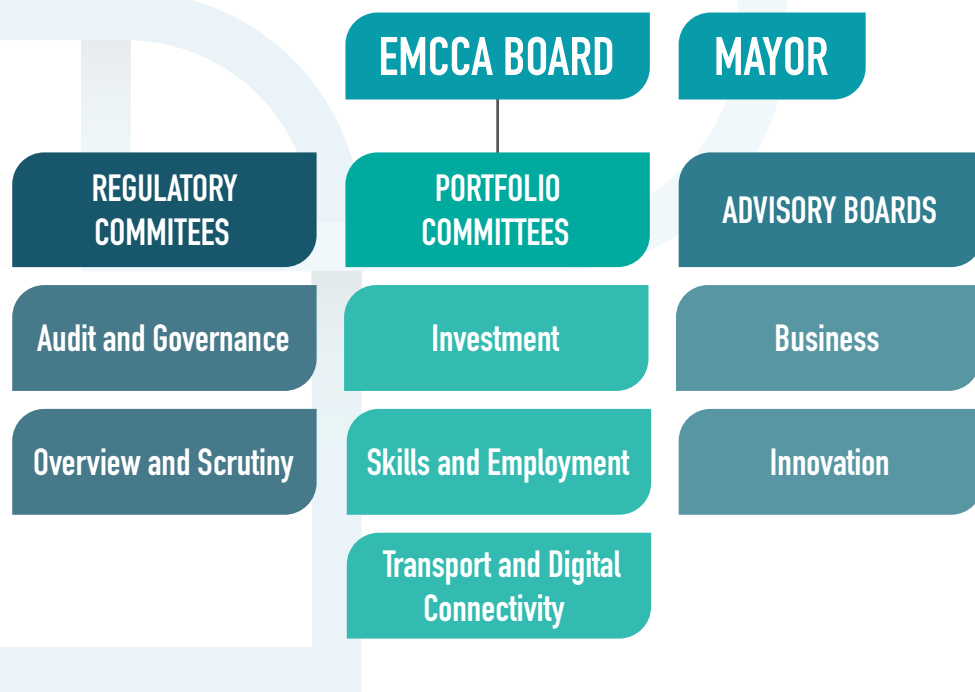 EMCCA BOARD
MAYOR
REGULATORY
COMMITEES
PORTFOLIO
COMMITTEES
ADVISORY BOARDS
Audit and Governance
Investment
Business
Overview and Scrutiny
Skills and Employment
Innovation
Transport and Digital
Connectivity